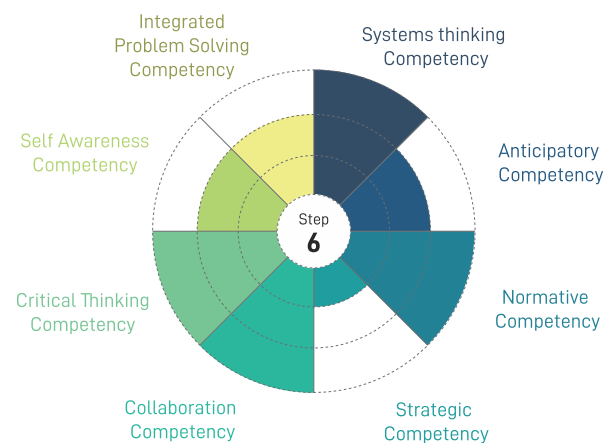 Integrated
Problem Solving
Competency
Systems thinking
Competency
Self Awareness
Competency
Anticipatory
Competency
Step
6
Critical Thinking
Competency
Normative
Competency
Collaboration
Competency
Strategic
Competency